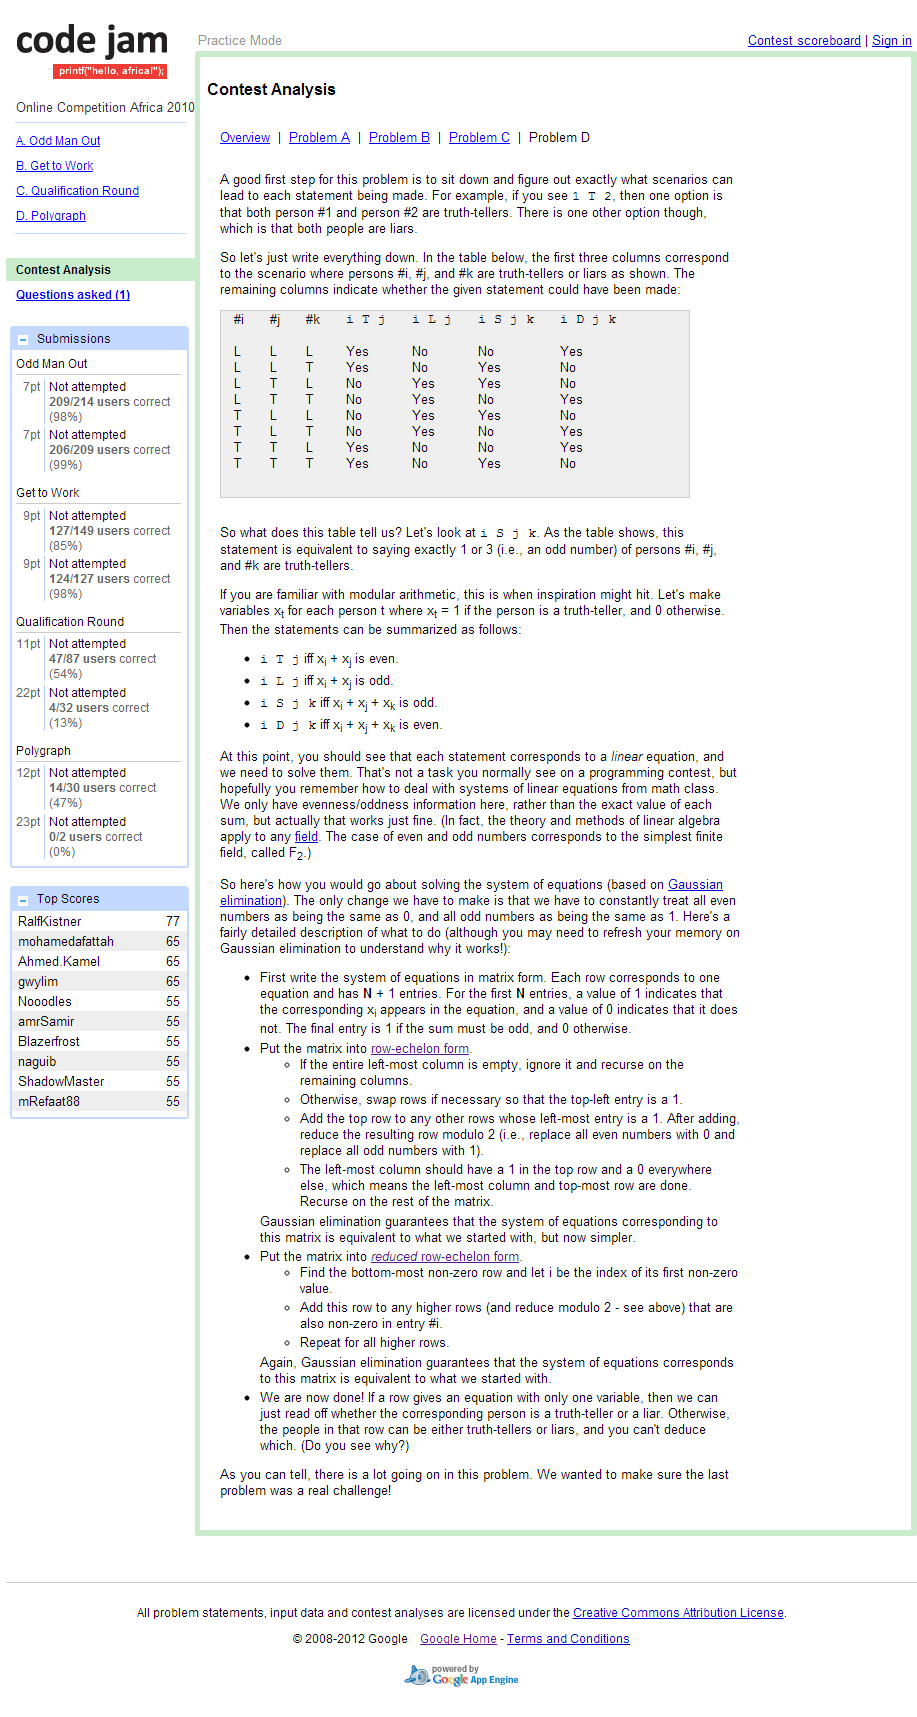 code jam
printf("hello, africa!");
Practice Mode
Contest scoreboard | Sign in
Online Competition Africa 2010
A. Odd Man Out
B. Get to Work
C. Qualification Round
D. Polygraph
Contest Analysis
Questions asked (1)
Submissions
Odd Man Out
7pt Not attempted
209/214 users correct
(98%)
7pt Not attempted
206/209 users correct
(99%)
Get to Work
9pt Not attempted
127/149 users correct
(85%)
9pt Not attempted
124/127 users correct
(98%)
Qualification Round
11pt Not attempted
47/87 users correct
(54%)
22pt Not attempted
4/32 users correct
(13%)
Polygraph
12pt Not attempted
14/30 users correct
(47%)
23pt Not attempted
0/2 users correct
(0%)
Top Scores
RalfKistner 77
mohamedafattah 65
Ahmed.Kamel 65
gwylim 65
Nooodles 55
amrSamir 55
Blazerfrost 55
naguib 55
ShadowMaster 55
mRefaat88 55
Contest Analysis
Overview | Problem A | Problem B | Problem C | Problem D
A good first step for this problem is to sit down and figure out exactly what scenarios can
lead to each statement being made. For example, if you see 1 T 2, then one option is
that both person #1 and person #2 are truth-tellers. There is one other option though,
which is that both people are liars.
So let's just write everything down. In the table below, the first three columns correspond
to the scenario where persons #i, #j, and #k are truth-tellers or liars as shown. The
remaining columns indicate whether the given statement could have been made:
#i #j #k i T j i L j i S j k i D j k
L L L Yes No No Yes
L L T Yes No Yes No
L T L No Yes Yes No
L T T No Yes No Yes
T L L No Yes Yes No
T L T No Yes No Yes
T T L Yes No No Yes
T T T Yes No Yes No
So what does this table tell us? Let's look at i S j k. As the table shows, this
statement is equivalent to saying exactly 1 or 3 (i.e., an odd number) of persons #i, #j,
and #k are truth-tellers.
If you are familiar with modular arithmetic, this is when inspiration might hit. Let's make
variables xt for each person t where xt = 1 if the person is a truth-teller, and 0 otherwise.
Then the statements can be summarized as follows:
• i T j iff xi + xj is even.
• i L j iff xi + xj is odd.
• i S j k iff xi + xj + xk is odd.
• i D j k iff xi + xj + xk is even.
At this point, you should see that each statement corresponds to a linear equation, and
we need to solve them. That's not a task you normally see on a programming contest, but
hopefully you remember how to deal with systems of linear equations from math class.
We only have evenness/oddness information here, rather than the exact value of each
sum, but actually that works just fine. (In fact, the theory and methods of linear algebra
apply to any field. The case of even and odd numbers corresponds to the simplest finite
field, called F2.)
So here's how you would go about solving the system of equations (based on Gaussian
elimination). The only change we have to make is that we have to constantly treat all even
numbers as being the same as 0, and all odd numbers as being the same as 1. Here's a
fairly detailed description of what to do (although you may need to refresh your memory on
Gaussian elimination to understand why it works!):
• First write the system of equations in matrix form. Each row corresponds to one
equation and has N + 1 entries. For the first N entries, a value of 1 indicates that
the corresponding xi appears in the equation, and a value of 0 indicates that it does
not. The final entry is 1 if the sum must be odd, and 0 otherwise.
• Put the matrix into row-echelon form.
◦ If the entire left-most column is empty, ignore it and recurse on the
remaining columns.
◦ Otherwise, swap rows if necessary so that the top-left entry is a 1.
◦ Add the top row to any other rows whose left-most entry is a 1. After adding,
reduce the resulting row modulo 2 (i.e., replace all even numbers with 0 and
replace all odd numbers with 1).
◦ The left-most column should have a 1 in the top row and a 0 everywhere
else, which means the left-most column and top-most row are done.
Recurse on the rest of the matrix.
Gaussian elimination guarantees that the system of equations corresponding to
this matrix is equivalent to what we started with, but now simpler.
• Put the matrix into reduced row-echelon form.
◦ Find the bottom-most non-zero row and let i be the index of its first non-zero
value.
◦ Add this row to any higher rows (and reduce modulo 2 - see above) that are
also non-zero in entry #i.
◦ Repeat for all higher rows.
Again, Gaussian elimination guarantees that the system of equations corresponds
to this matrix is equivalent to what we started with.
• We are now done! If a row gives an equation with only one variable, then we can
just read off whether the corresponding person is a truth-teller or a liar. Otherwise,
the people in that row can be either truth-tellers or liars, and you can't deduce
which. (Do you see why?)
As you can tell, there is a lot going on in this problem. We wanted to make sure the last
problem was a real challenge!
All problem statements, input data and contest analyses are licensed under the Creative Commons Attribution License.
© 2008-2012 Google Google Home - Terms and Conditions
powered by
Google App Engine